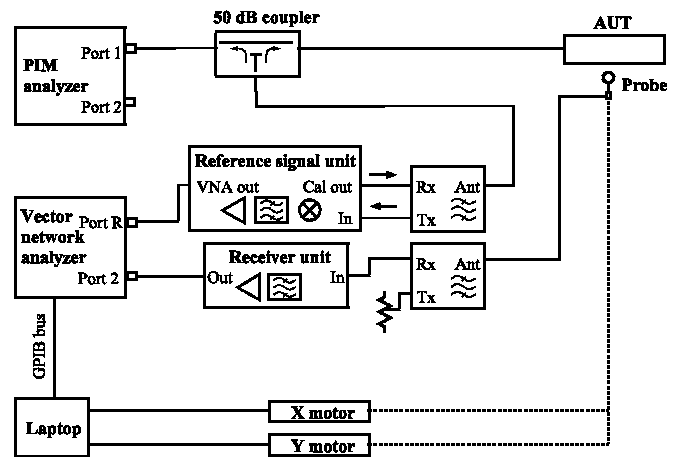 50 dB coupler
AUT
PIM
analyzer
Port 1
Port 2
Probe
Reference signal unit
VNA out
Cal out
In
Rx
Ant
Tx
Vector
network
analyzer
Port R
Port 2
Receiver unit
Out
In
Rx
Ant
Tx
GPIB bus
Laptop
X motor
Y motor